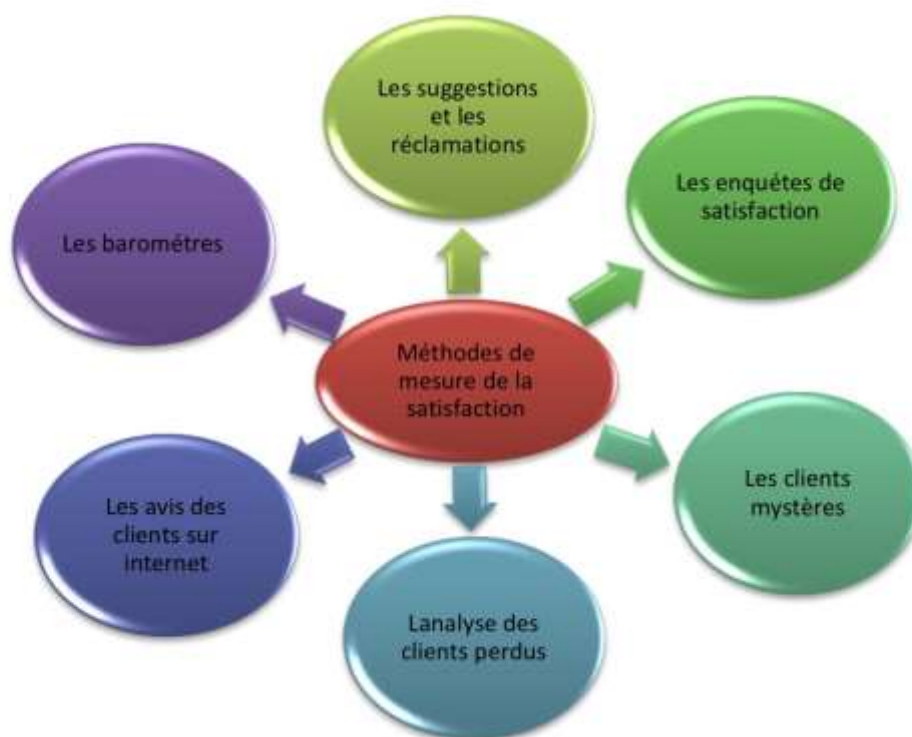 Les suggestions
et les
réclamations
Les enquétes de
satisfaction
Les barométres
Méthodes de
mesure de la
satisfaction
Les clients
mystères
Les avis des
clients sur
internet
Lanalyse des
clients perdus